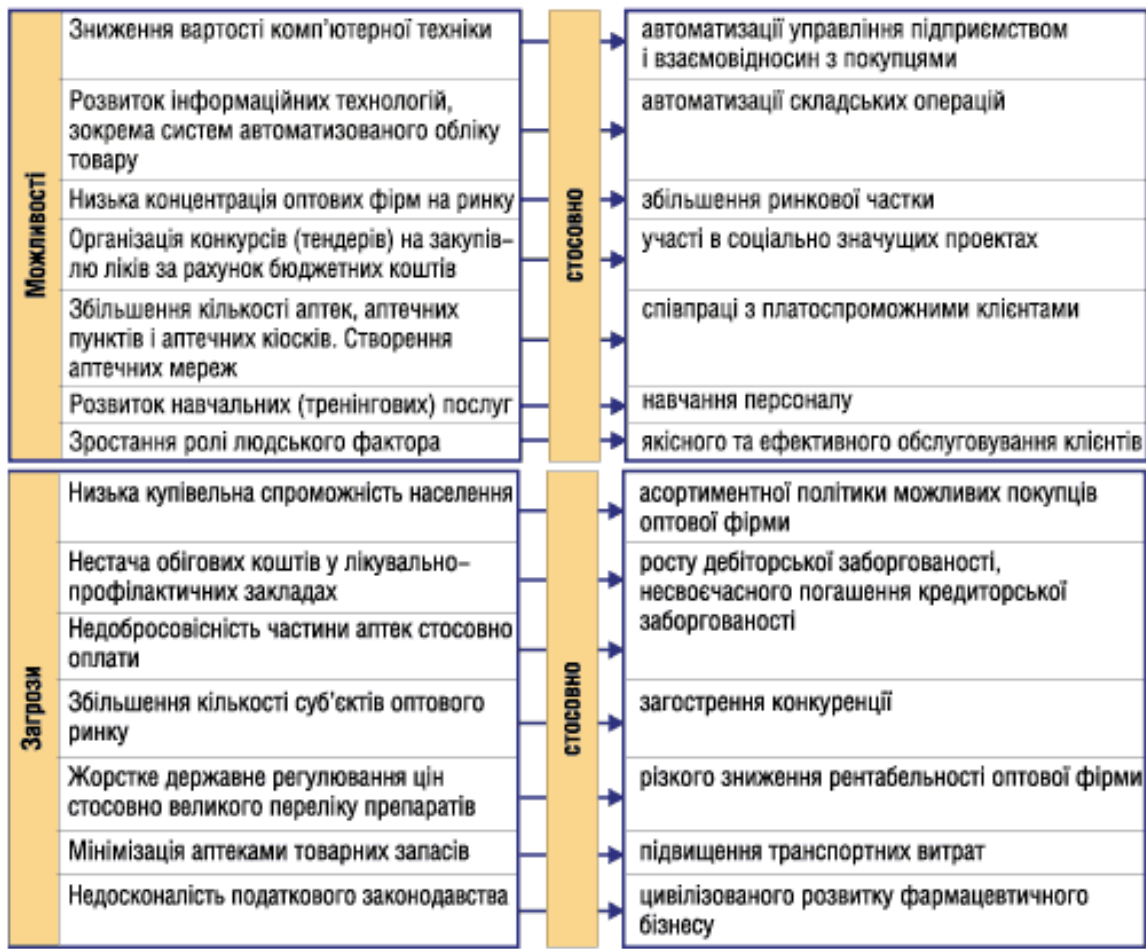 Можливості
Зниження вартості комп'ютерної техніки
стосовно
автоматизації управління підприємством
і взаємовідносин з покупцями
Розвиток інформаційних технологій,
зокрема систем автоматизованого обліку
товару
автоматизації складських операцій
Низька концентрація оптових фірм на ринку
збільшення ринкової частки
Організація конкурсів (тендерів) на закупів–
лю ліків за рахунок бюджетних коштів
участі в соціально значущих проектах
Збільшення кількості аптек, аптечних
пунктів і аптечних кіосків. Створення
аптечних мереж
співпраці з платоспроможними клієнтами
Розвиток навчальних (тренінгових) послуг
навчання персоналу
Зростання ролі людського фактора
якісного та ефективного обслуговування клієнтів
Загрози
Низька купівельна спроможність населення
стосовно
асортиментної політики можливих покупців
оптової фірми
Нестача обігових коштів у лікувально–
профілактичних закладах
росту дебіторської заборгованості,
несвоєчасного погашення кредиторської
заборгованості
Недобросовісність частини аптек стосовно
оплати
Збільшення кількості суб'єктів оптового
ринку
загострення конкуренції
Жорстке державне регулювання цін
стосовно великого переліку препаратів
різкого зниження рентабельності оптової фірми
Мінімізація аптеками товарних запасів
підвищення транспортних витрат
Недосконалість податкового законодавства
цивілізованого розвитку фармацевтичного
бізнесу